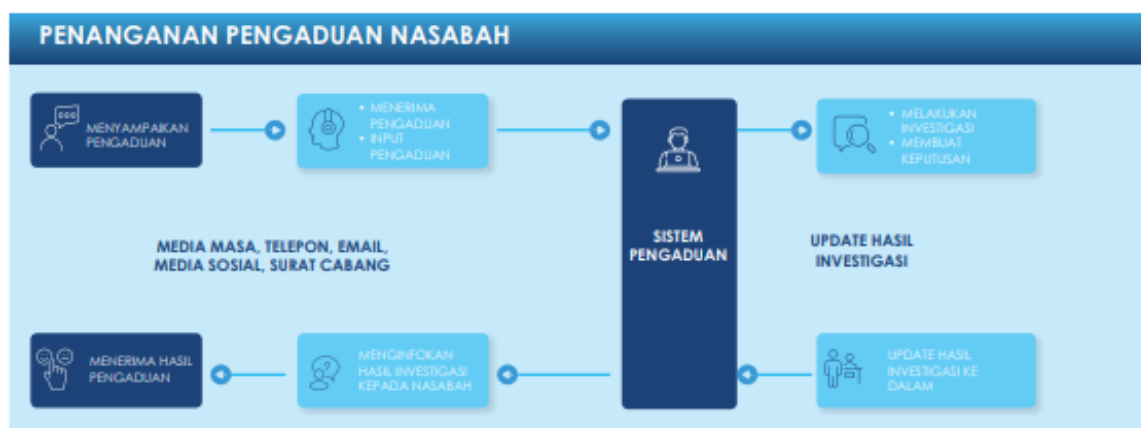 PENANGANAN PENGADUAN NASABAH
MENYAMPAIKAN
PENGADUAN
• MENERIMA
PENGADUAN
• INPUT
PENGADUAN
SISTEM
PENGADUAN
• MELAKUKAN
INVESTIGASI
• MEMBUAT
KEPUTUSAN
MEDIA MASA, TELEPON, EMAIL,
MEDIA SOSIAL, SURAT CABANG
UPDATE HASIL
INVESTIGASI
MENERIMA HASIL
PENGADUAN
MENGINFOKAN
HASIL INVESTIGASI
KEPADA NASABAH
UPDATE HASIL
INVESTIGASI KE
DALAM